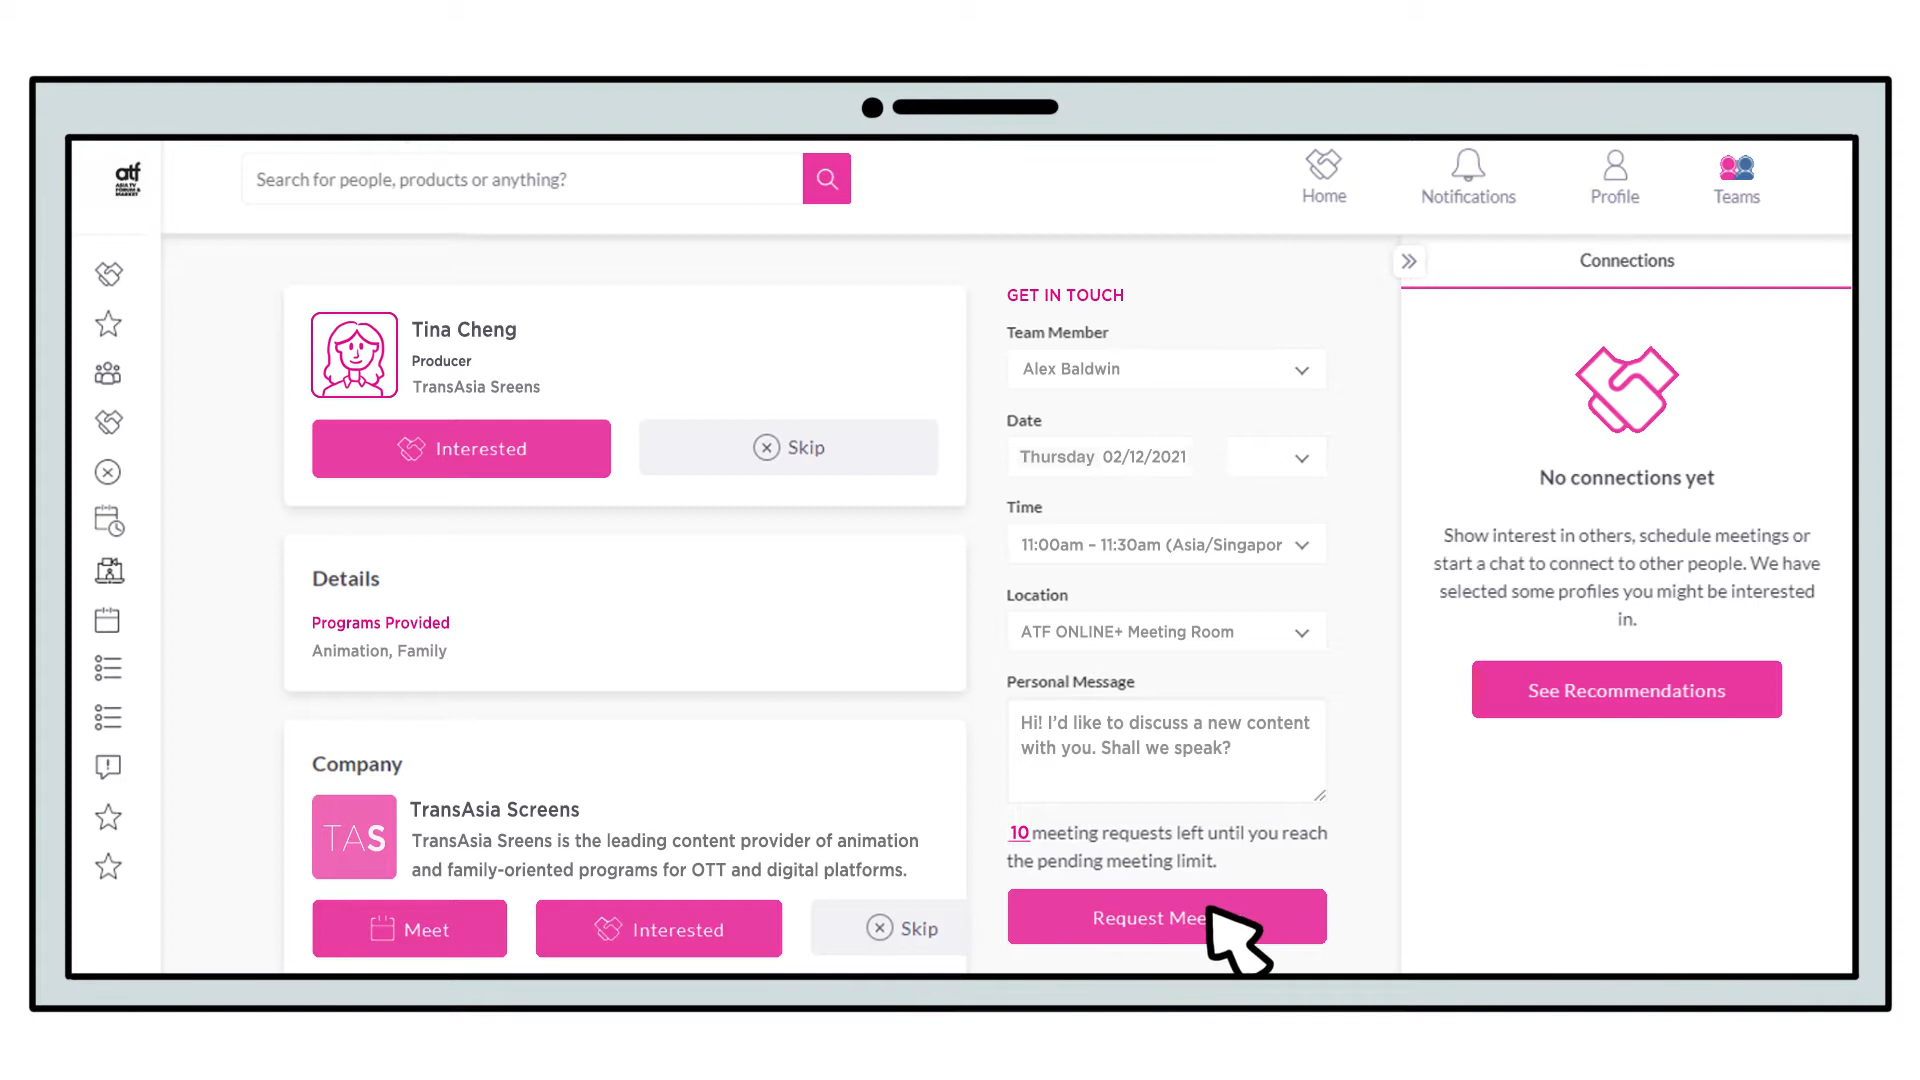 atf
ASIA TV
FORUM &
MARKET
Search for people, products or anything?
Home
Notifications
Profile
Teams
Connections
Tina Cheng
Producer
TransAsia Sreens
Interested
Skip
Details
Programs Provided
Animation, Family
Company
TAS
TransAsia Screens
TransAsia Sreens is the leading content provider of animation
and family-oriented programs for OTT and digital platforms.
Meet
Interested
Skip
GET IN TOUCH
Team Member
Alex Baldwin
Date
Thursday 02/12/2021
Time
11:00am – 11:30am (Asia/Singapor
Location
ATF ONLINE+ Meeting Room
Personal Message
Hi! I'd like to discuss a new content
with you. Shall we speak?
10 meeting requests left until you reach
the pending meeting limit.
Request Mee
No connections yet
Show interest in others, schedule meetings or
start a chat to connect to other people. We have
selected some profiles you might be interested
in.
See Recommendations